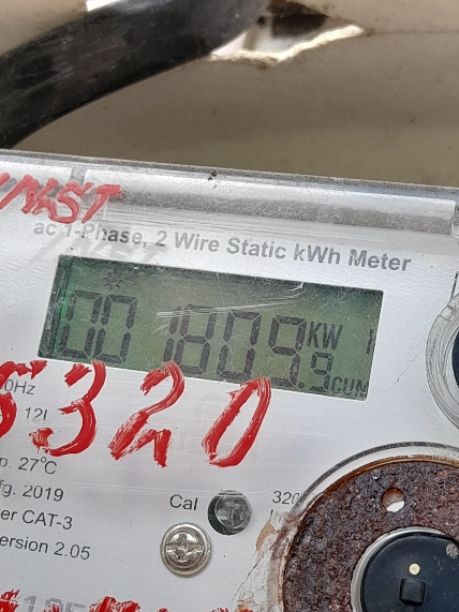 ac 1-Phase, 2 Wire Static kWh Meter
001809.9 KW
CUM
5320
0Hz
12I
p. 27°C
fg. 2019
Cal 320
er CAT-3
ersion 2.05